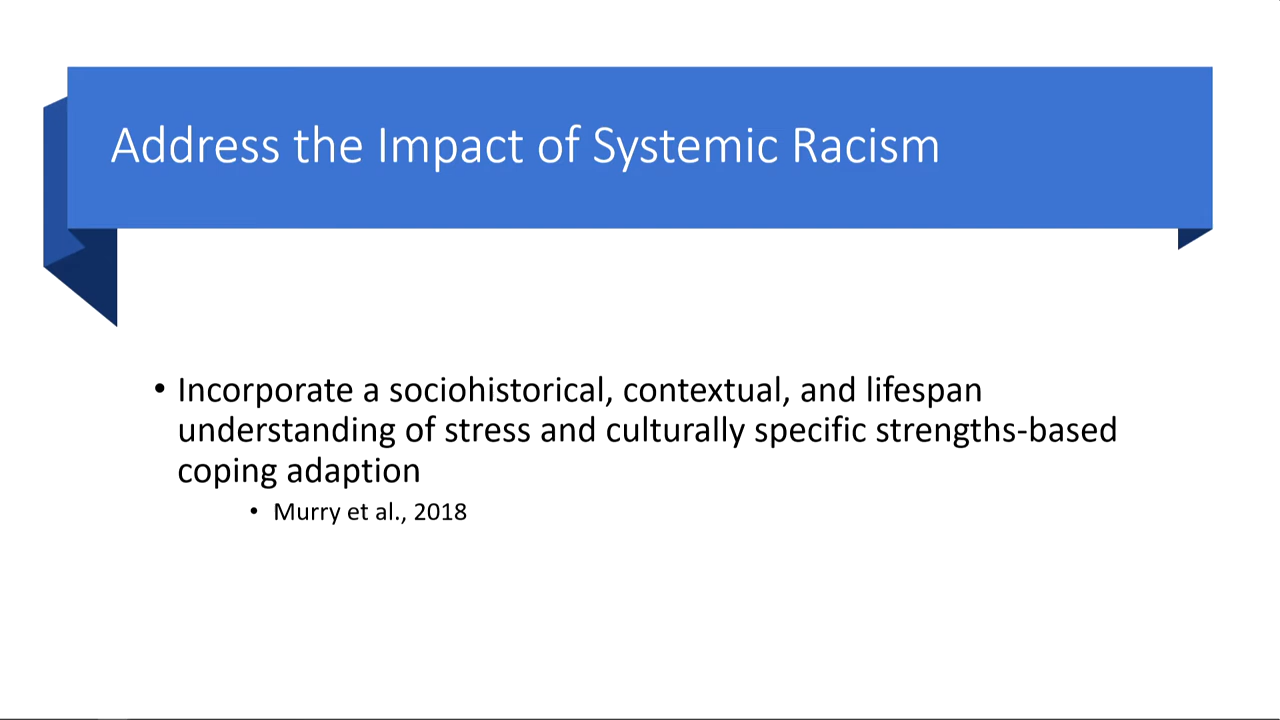 Address the Impact of Systemic Racism
• Incorporate a sociohistorical, contextual, and lifespan
understanding of stress and culturally specific strengths-based
coping adaption
• Murry et al., 2018